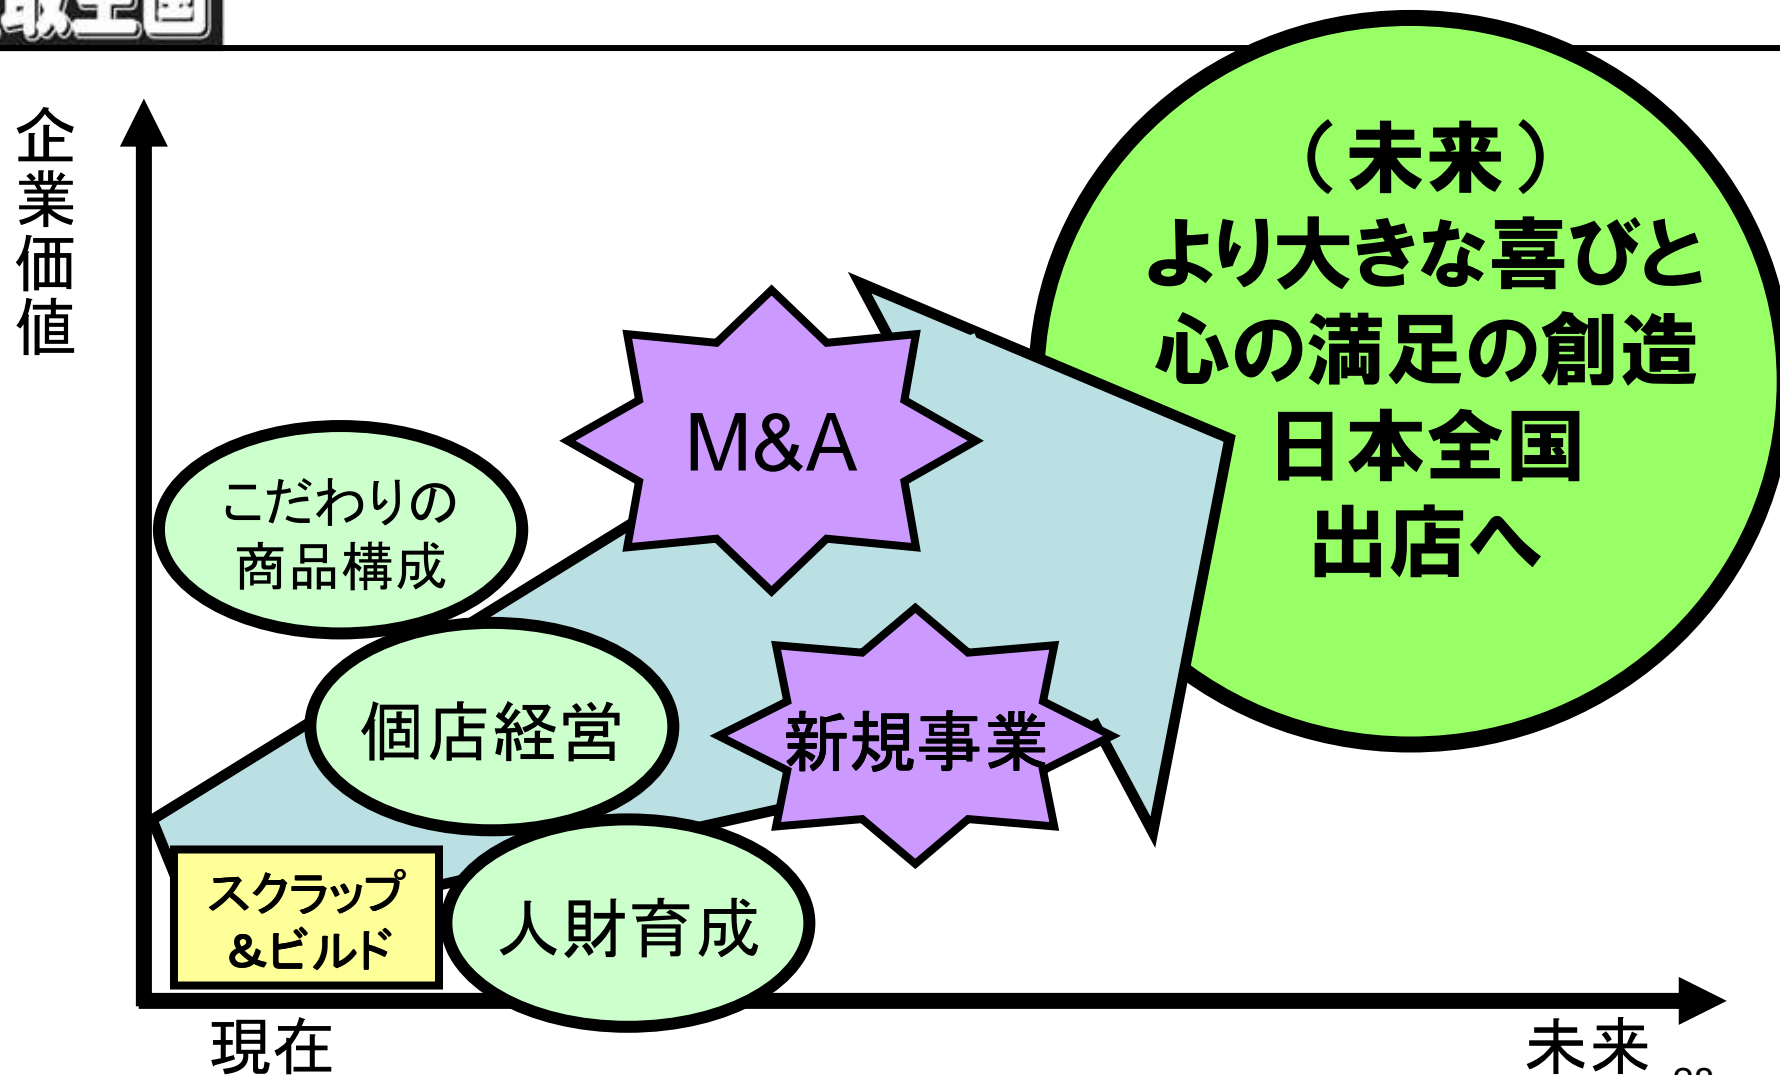 取王国
企業価値
（未来）
より大きな喜びと
心の満足の創造
日本全国
出店へ
M&A
こだわりの
商品構成
個店経営
新規事業
スクラップ
&ビルド
人財育成
現在
未来